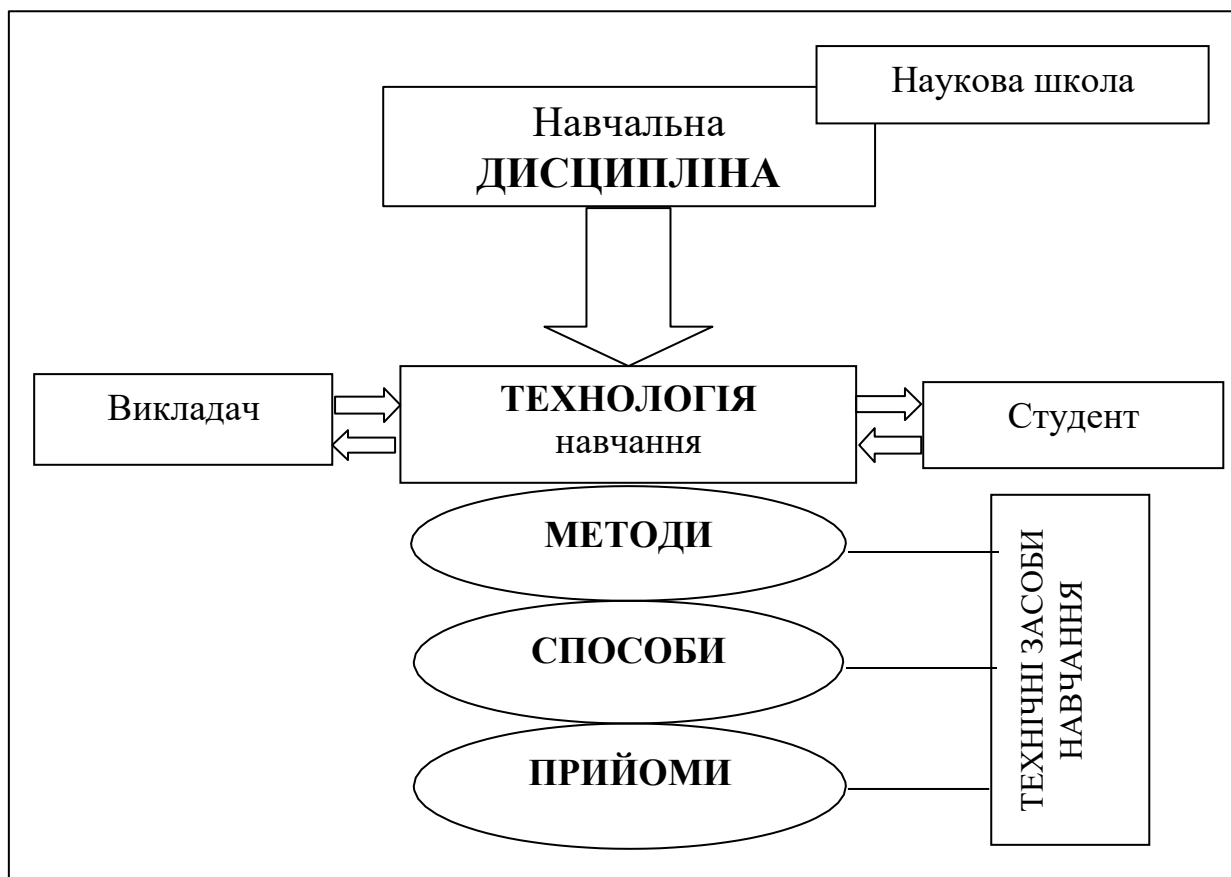 Наукова школа
Навчальна
ДИСЦИПЛІНА
Викладач
ТЕХНОЛОГІЯ
навчання
Студент
МЕТОДИ
СПОСОБИ
ПРИЙОМИ
ТЕХНІЧНІ ЗАСОБИ
НАВЧАННЯ